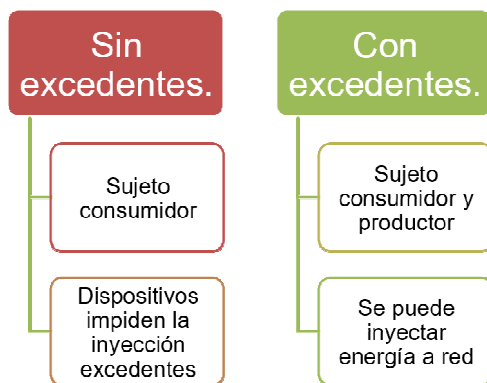 Sin
excedentes.
Sujeto
consumidor
Dispositivos
impiden la
inyección
excedentes
Con
excedentes.
Sujeto
consumidor y
productor
Se puede
inyectar
energía a red